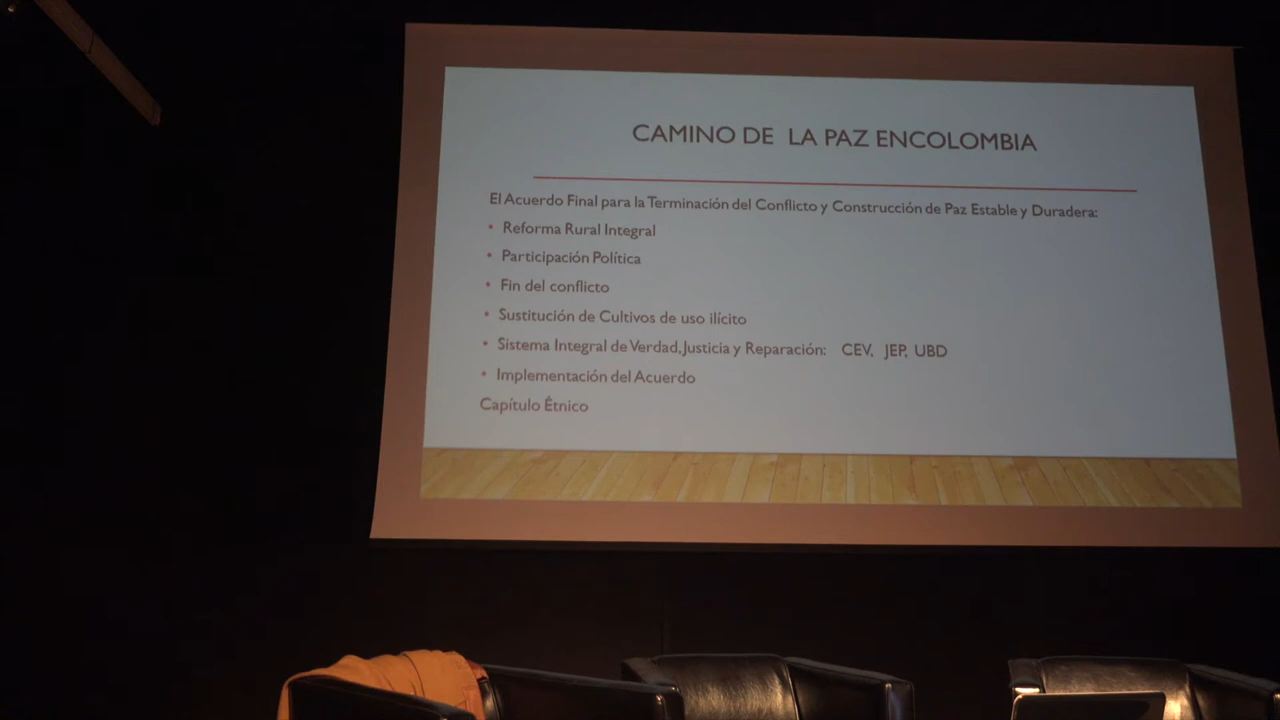 CAMINO DE LA PAZ ENCOLOMBIA
El Acuerdo Final para la Terminación del Conflicto y Construcción de Paz Estable y Duradera:
• Reforma Rural Integral
• Participación Política
• Fin del conflicto
• Sustitución de Cultivos de uso ilícito
• Sistema Integral de Verdad, Justicia y Reparación: CEV, JEP, UBD
• Implementación del Acuerdo
Capítulo Étnico